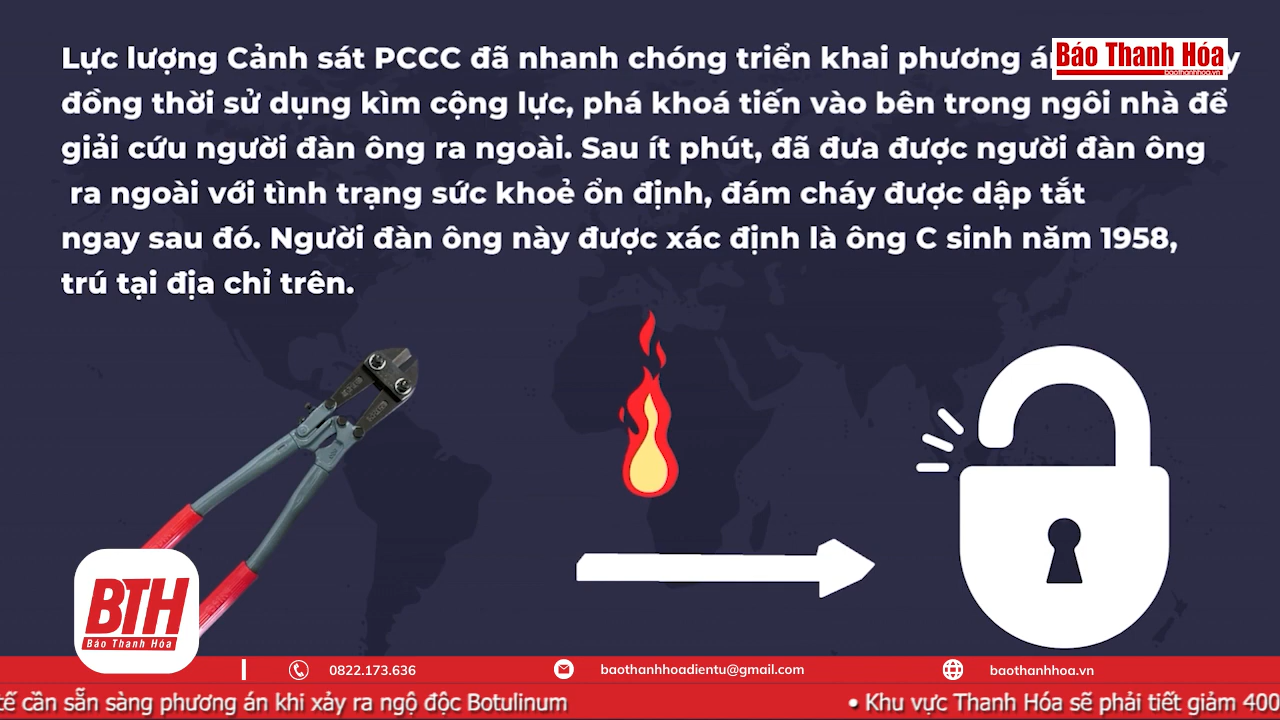 Lực lượng Cảnh sát PCCC đã nhanh chóng triển khai phương
Báo Thanh Hóa
baothanhhoa.vn
đồng thời sử dụng kìm cộng lực, phá khoá tiến vào bên trong ngôi nhà để
giải cứu người đàn ông ra ngoài. Sau ít phút, đã đưa được người đàn ông
ra ngoài với tình trạng sức khoẻ ổn định, đám cháy được dập tắt
ngay sau đó. Người đàn ông này được xác định là ông C sinh năm 1958,
trú tại địa chỉ trên.
BTH
Báo Thanh Hóa
0822.173.636
baothanhhoadientu@gmail.com
baothanhhoa.vn
tế cần sẵn sàng phương án khi xảy ra ngộ độc Botulinum
• Khu vực Thanh Hóa sẽ phải tiết giảm 400